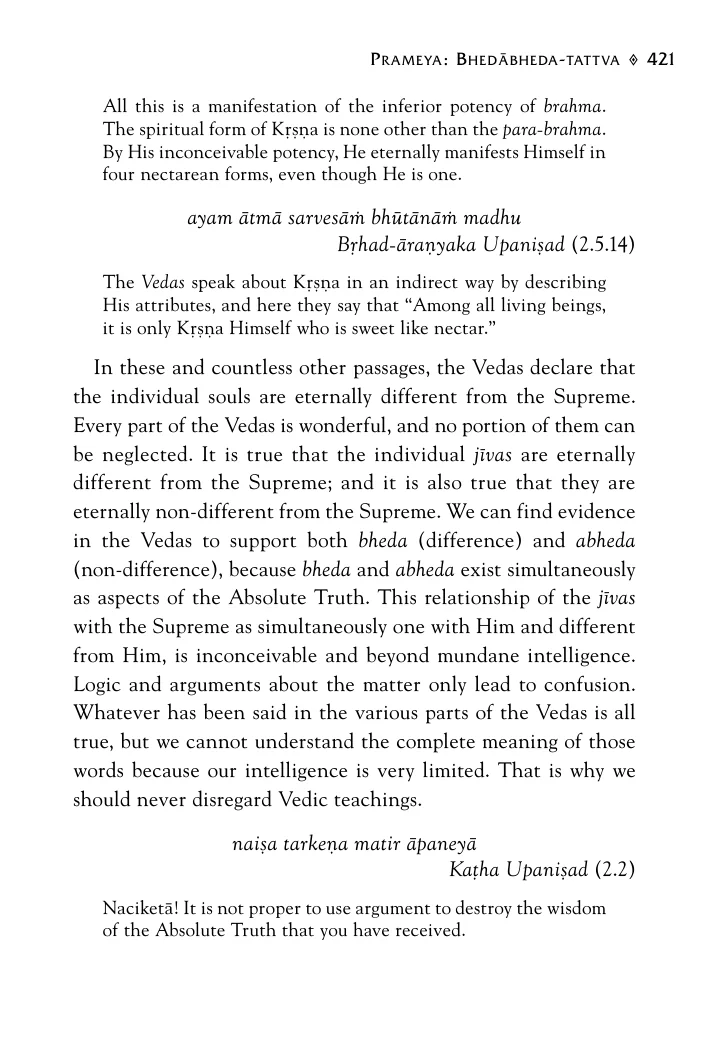 PRAMEYA: BHEDĀBHEDA-TATTVA ◊ 421
All this is a manifestation of the inferior potency of brahma.
The spiritual form of Kṛṣṇa is none other than the para-brahma.
By His inconceivable potency, He eternally manifests Himself in
four nectarean forms, even though He is one.
ayam ātmā sarvesāṁ bhūtānāṁ madhu
Bṛhad-āraṇyaka Upaniṣad (2.5.14)
The Vedas speak about Kṛṣṇa in an indirect way by describing
His attributes, and here they say that “Among all living beings,
it is only Kṛṣṇa Himself who is sweet like nectar.”
In these and countless other passages, the Vedas declare that
the individual souls are eternally different from the Supreme.
Every part of the Vedas is wonderful, and no portion of them can
be neglected. It is true that the individual jīvas are eternally
different from the Supreme; and it is also true that they are
eternally non-different from the Supreme. We can find evidence
in the Vedas to support both bheda (difference) and abheda
(non-difference), because bheda and abheda exist simultaneously
as aspects of the Absolute Truth. This relationship of the jīvas
with the Supreme as simultaneously one with Him and different
from Him, is inconceivable and beyond mundane intelligence.
Logic and arguments about the matter only lead to confusion.
Whatever has been said in the various parts of the Vedas is all
true, but we cannot understand the complete meaning of those
words because our intelligence is very limited. That is why we
should never disregard Vedic teachings.
naiṣa tarkeṇa matir āpaneyā
Kaṭha Upaniṣad (2.2)
Naciketā! It is not proper to use argument to destroy the wisdom
of the Absolute Truth that you have received.